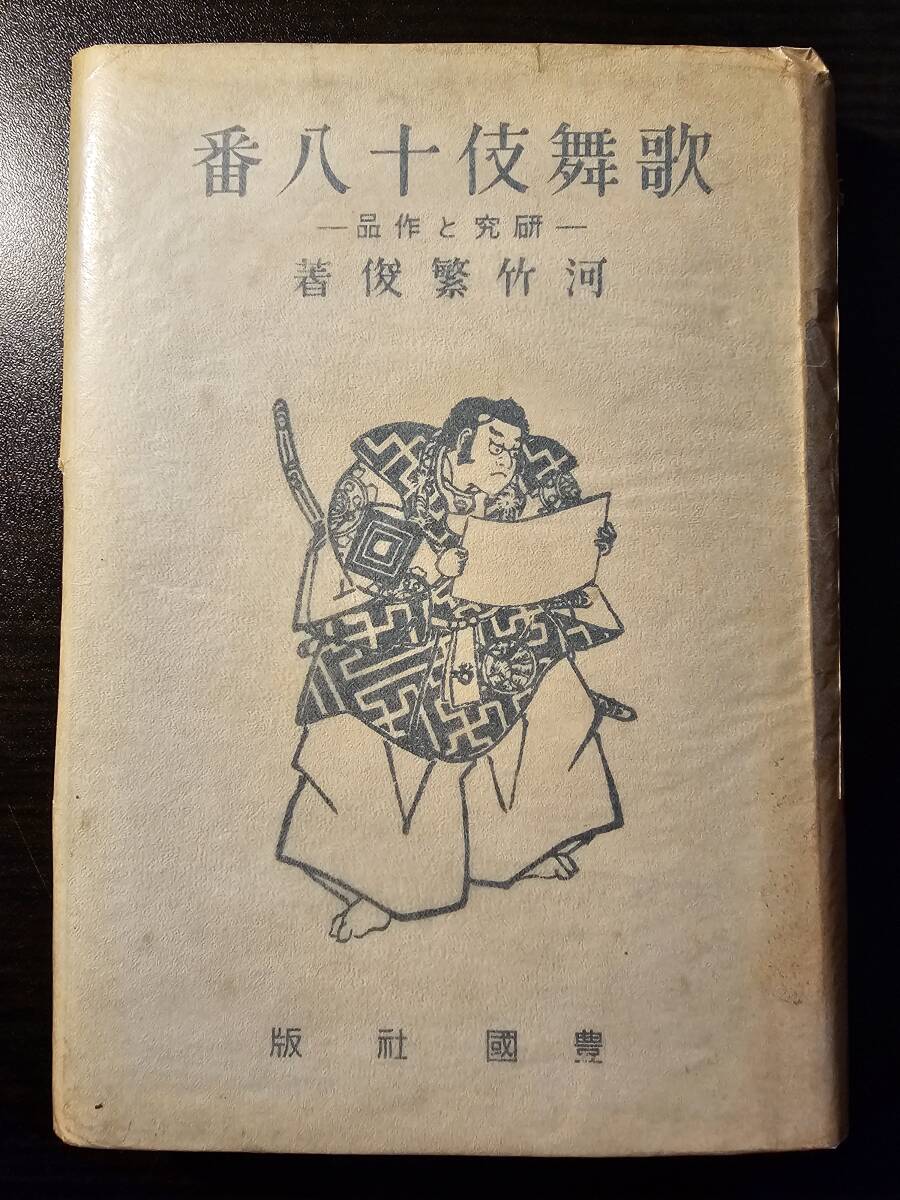 歌舞伎十八番
―研究と作品―
河竹繁俊著
豊國社版